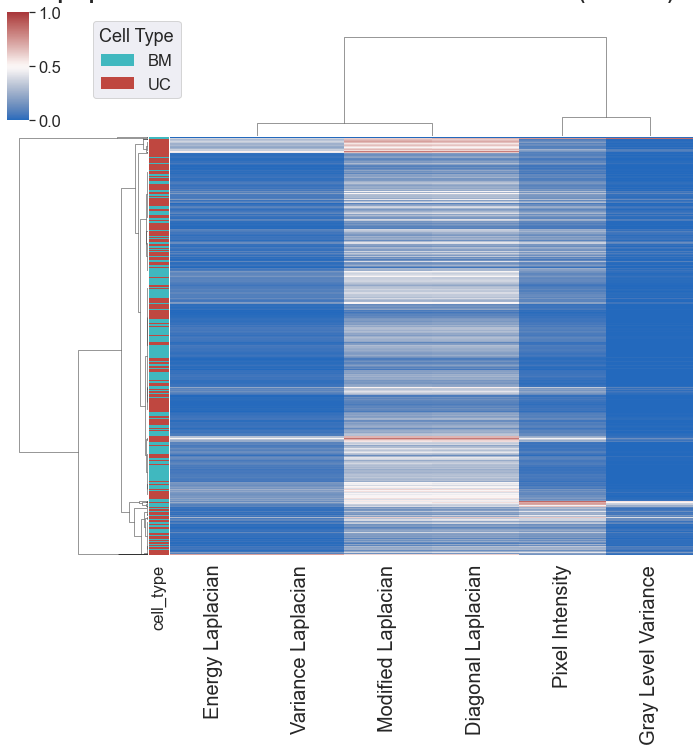 1.0
0.5
0.0
Cell Type
BM
UC
cell_type
Energy Laplacian
Variance Laplacian
Modified Laplacian
Diagonal Laplacian
Pixel Intensity
Gray Level Variance